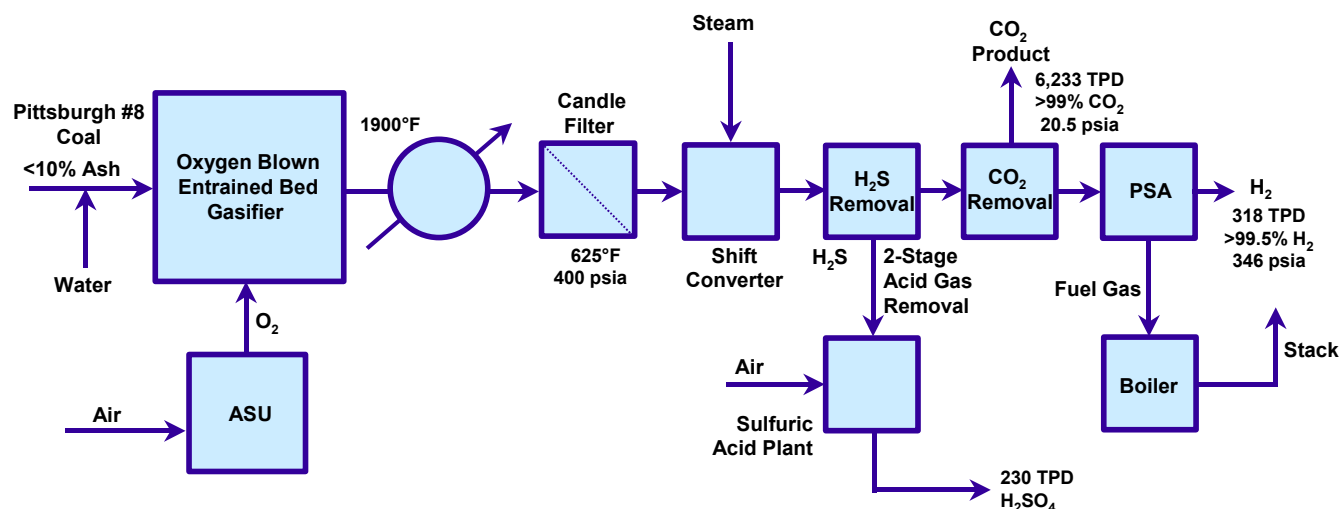 Pittsburgh #8
Coal
<10% Ash
Water
Oxygen Blown
Entrained Bed
Gasifier
O₂
Air
ASU
1900°F
Candle
Filter
625°F
400 psia
Steam
Shift
Converter
H₂S
Removal
H₂S
2-Stage
Acid Gas
Removal
Air
Sulfuric
Acid Plant
230 TPD
H₂SO₄
CO₂
Product
6,233 TPD
>99% CO₂
20.5 psia
CO₂
Removal
PSA
H₂
318 TPD
>99.5% H₂
346 psia
Fuel Gas
Boiler
Stack